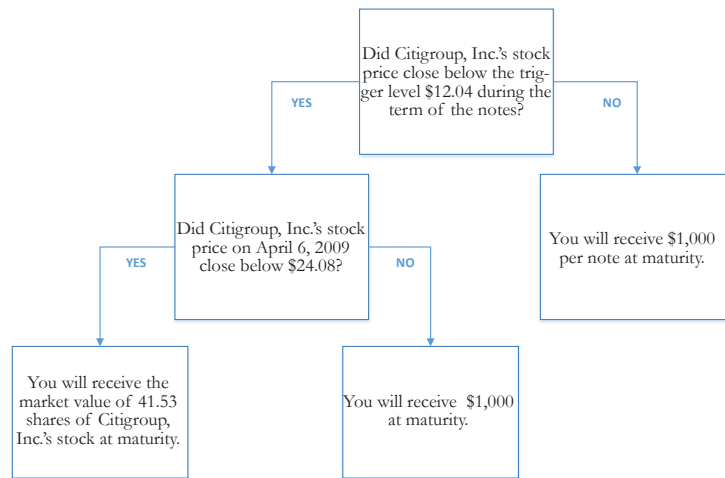 Did Citigroup, Inc.'s stock
price close below the trig-
ger level $12.04 during the
term of the notes?
YES
NO
Did Citigroup, Inc.'s stock
price on April 6, 2009
close below $24.08?
You will receive $1,000
per note at maturity.
YES
NO
You will receive the
market value of 41.53
shares of Citigroup,
Inc.'s stock at maturity.
You will receive $1,000
at maturity.